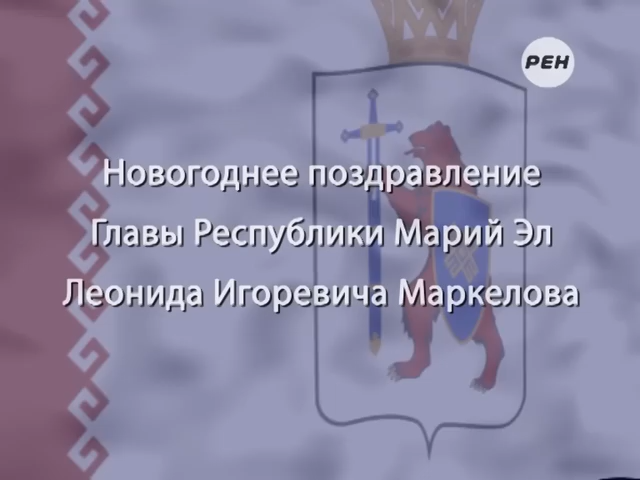 РЕН
Новогоднее поздравление
Главы Республики Марий Эл
Леонида Игоревича Маркелова